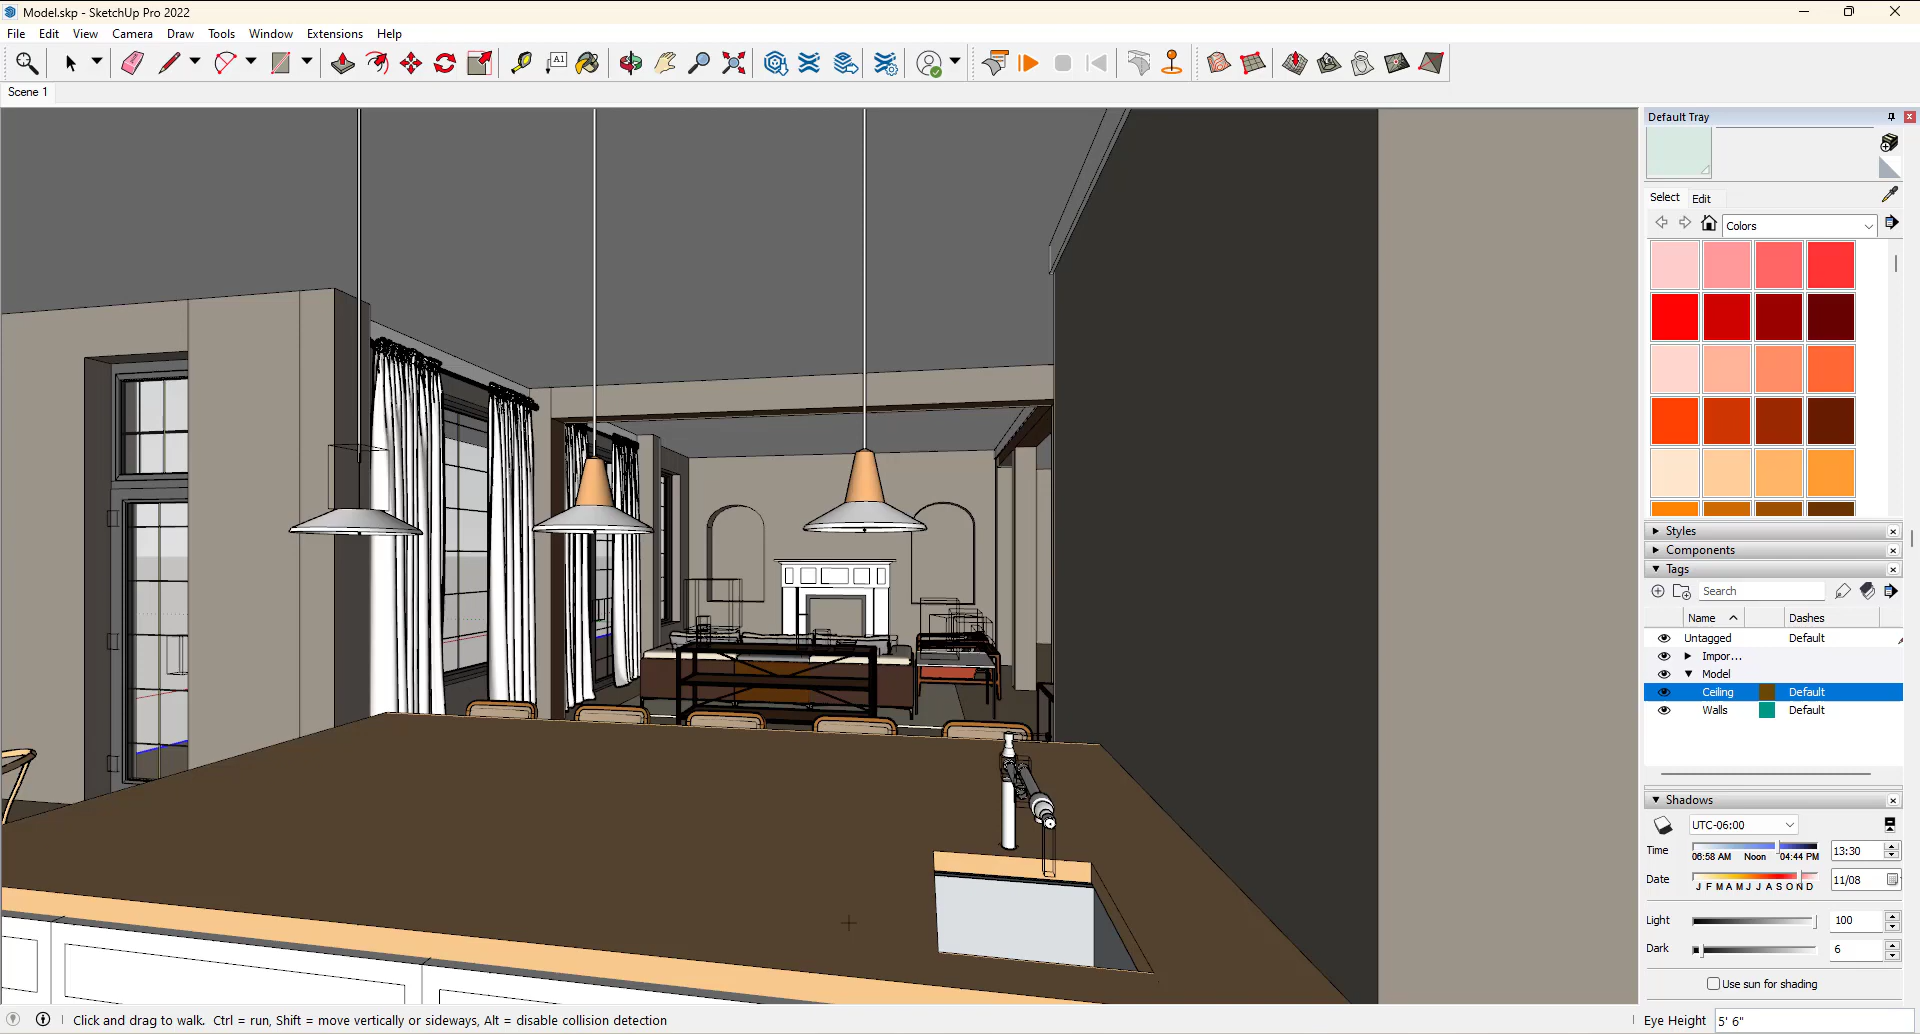 Model.skp - SketchUp Pro 2022
File Edit View Camera Draw Tools Window Extensions Help
A1
Scene 1
Default Tray
Select Edit
Colors
Styles
Components
Tags
Search
Name Dashes
Untagged Default
Impor...
Model
Ceiling Default
Walls Default
Shadows
UTC-06:00
Time 06:58 AM Noon 04:44 PM 13:30
Date J F M A M J J A S O N D 11/08
Light 100
Dark 6
Use sun for shading
Click and drag to walk. Ctrl = run, Shift = move vertically or sideways, Alt = disable collision detection
Eye Height 5' 6"